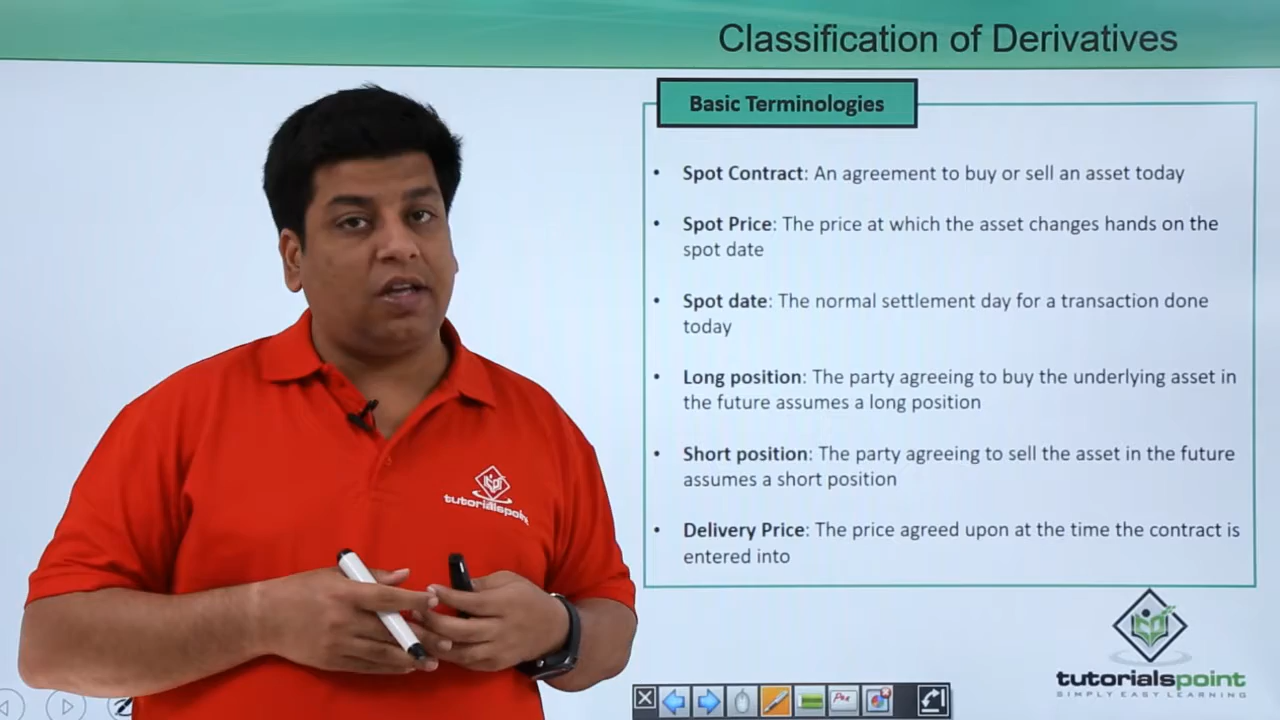 Classification of Derivatives
Basic Terminologies
• Spot Contract: An agreement to buy or sell an asset today
• Spot Price: The price at which the asset changes hands on the
spot date
• Spot date: The normal settlement day for a transaction done
today
• Long position: The party agreeing to buy the underlying asset in
the future assumes a long position
• Short position: The party agreeing to sell the asset in the future
assumes a short position
• Delivery Price: The price agreed upon at the time the contract is
entered into
tutorialspoint
tutorialspoint
SIMPLY EASY LEARNING
Pen